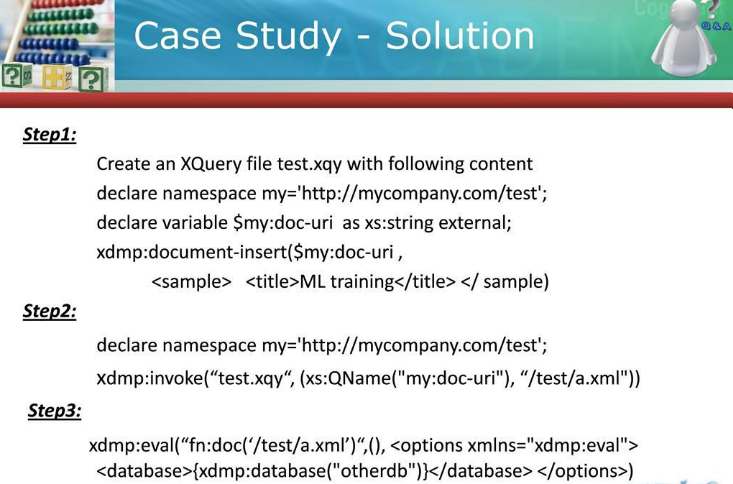 Case Study - Solution
Q&A
Step1:
Create an XQuery file test.xqy with following content
declare namespace my='http://mycompany.com/test';
declare variable $my:doc-uri as xs:string external;
xdmp:document-insert($my:doc-uri ,
<sample> <title>ML training</title> </ sample)
Step2:
declare namespace my='http://mycompany.com/test';
xdmp:invoke(“test.xqy“, (xs:QName("my:doc-uri"), “/test/a.xml"))
Step3:
xdmp:eval(“fn:doc(‘/test/a.xml’)“,(), <options xmlns="xdmp:eval">
<database>{xdmp:database("otherdb")}</database> </options>)